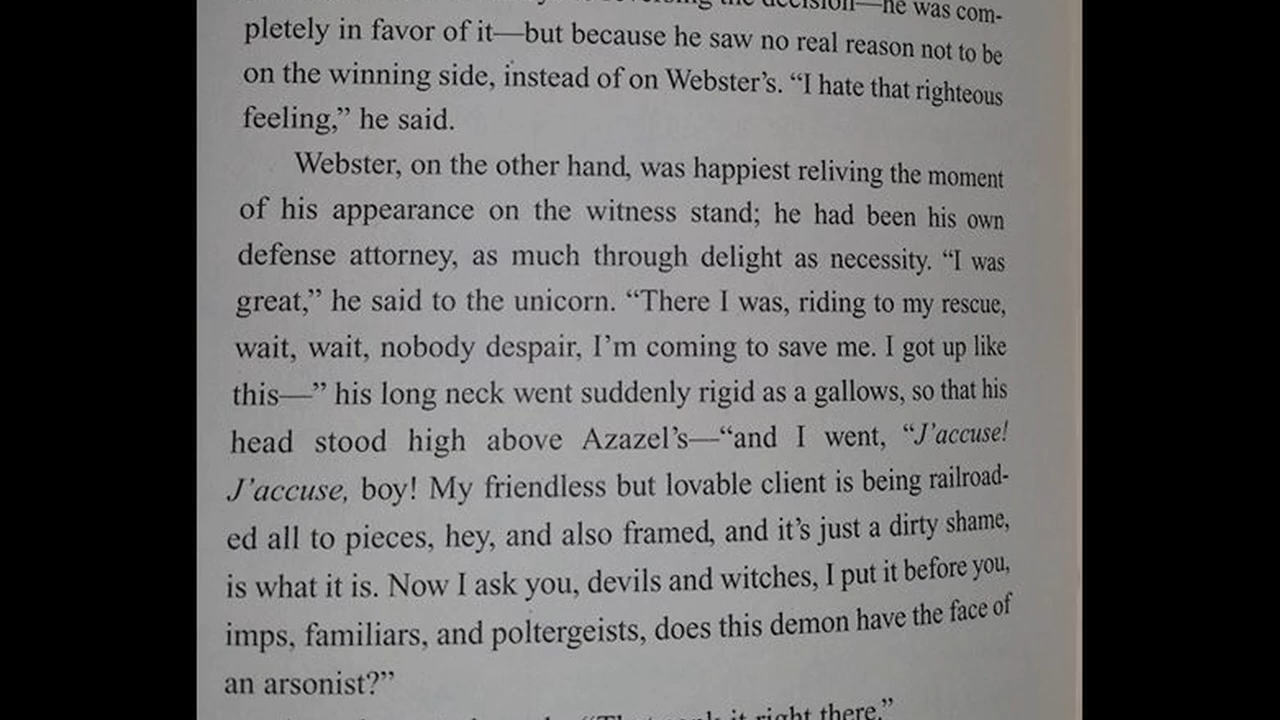 the decision—he was com-
pletely in favor of it—but because he saw no real reason not to be
on the winning side, instead of on Webster’s. “I hate that righteous
feeling,” he said.
Webster, on the other hand, was happiest reliving the moment
of his appearance on the witness stand; he had been his own
defense attorney, as much through delight as necessity. “I was
great,” he said to the unicorn. “There I was, riding to my rescue,
wait, wait, nobody despair, I’m coming to save me. I got up like
this—” his long neck went suddenly rigid as a gallows, so that his
head stood high above Azazel’s—“and I went, “J’accuse!
J’accuse, boy! My friendless but lovable client is being railroad-
ed all to pieces, hey, and also framed, and it’s just a dirty shame,
is what it is. Now I ask you, devils and witches, I put it before you,
imps, familiars, and poltergeists, does this demon have the face of
an arsonist?”
it right there.”